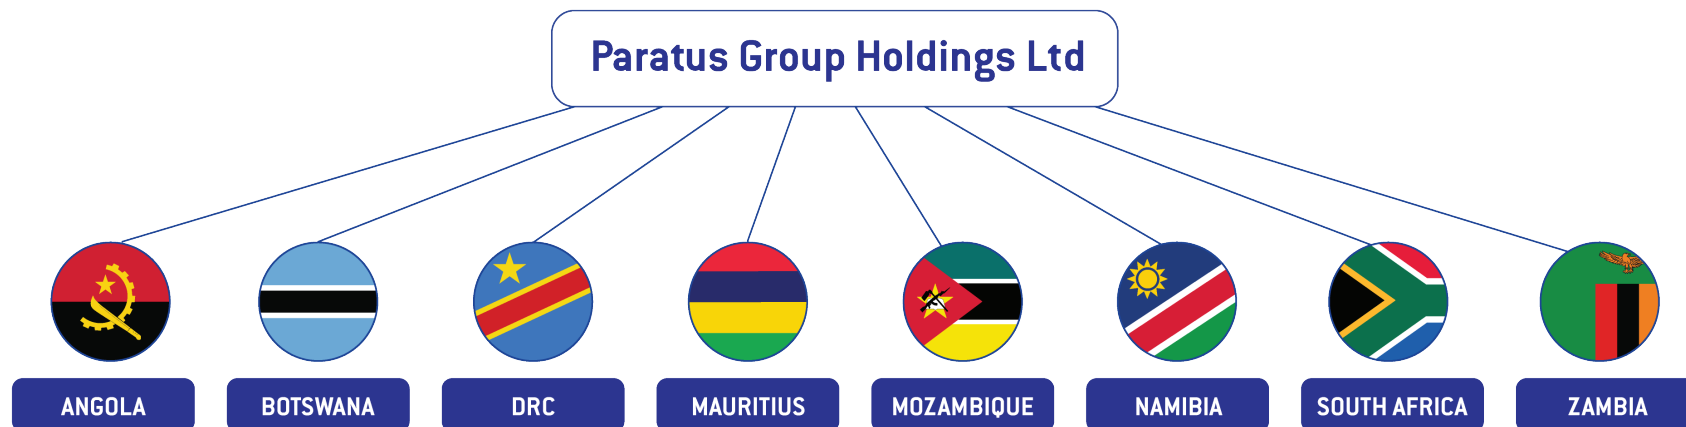 Paratus Group Holdings Ltd
ANGOLA
BOTSWANA
DRC
MAURITIUS
MOZAMBIQUE
NAMIBIA
SOUTH AFRICA
ZAMBIA